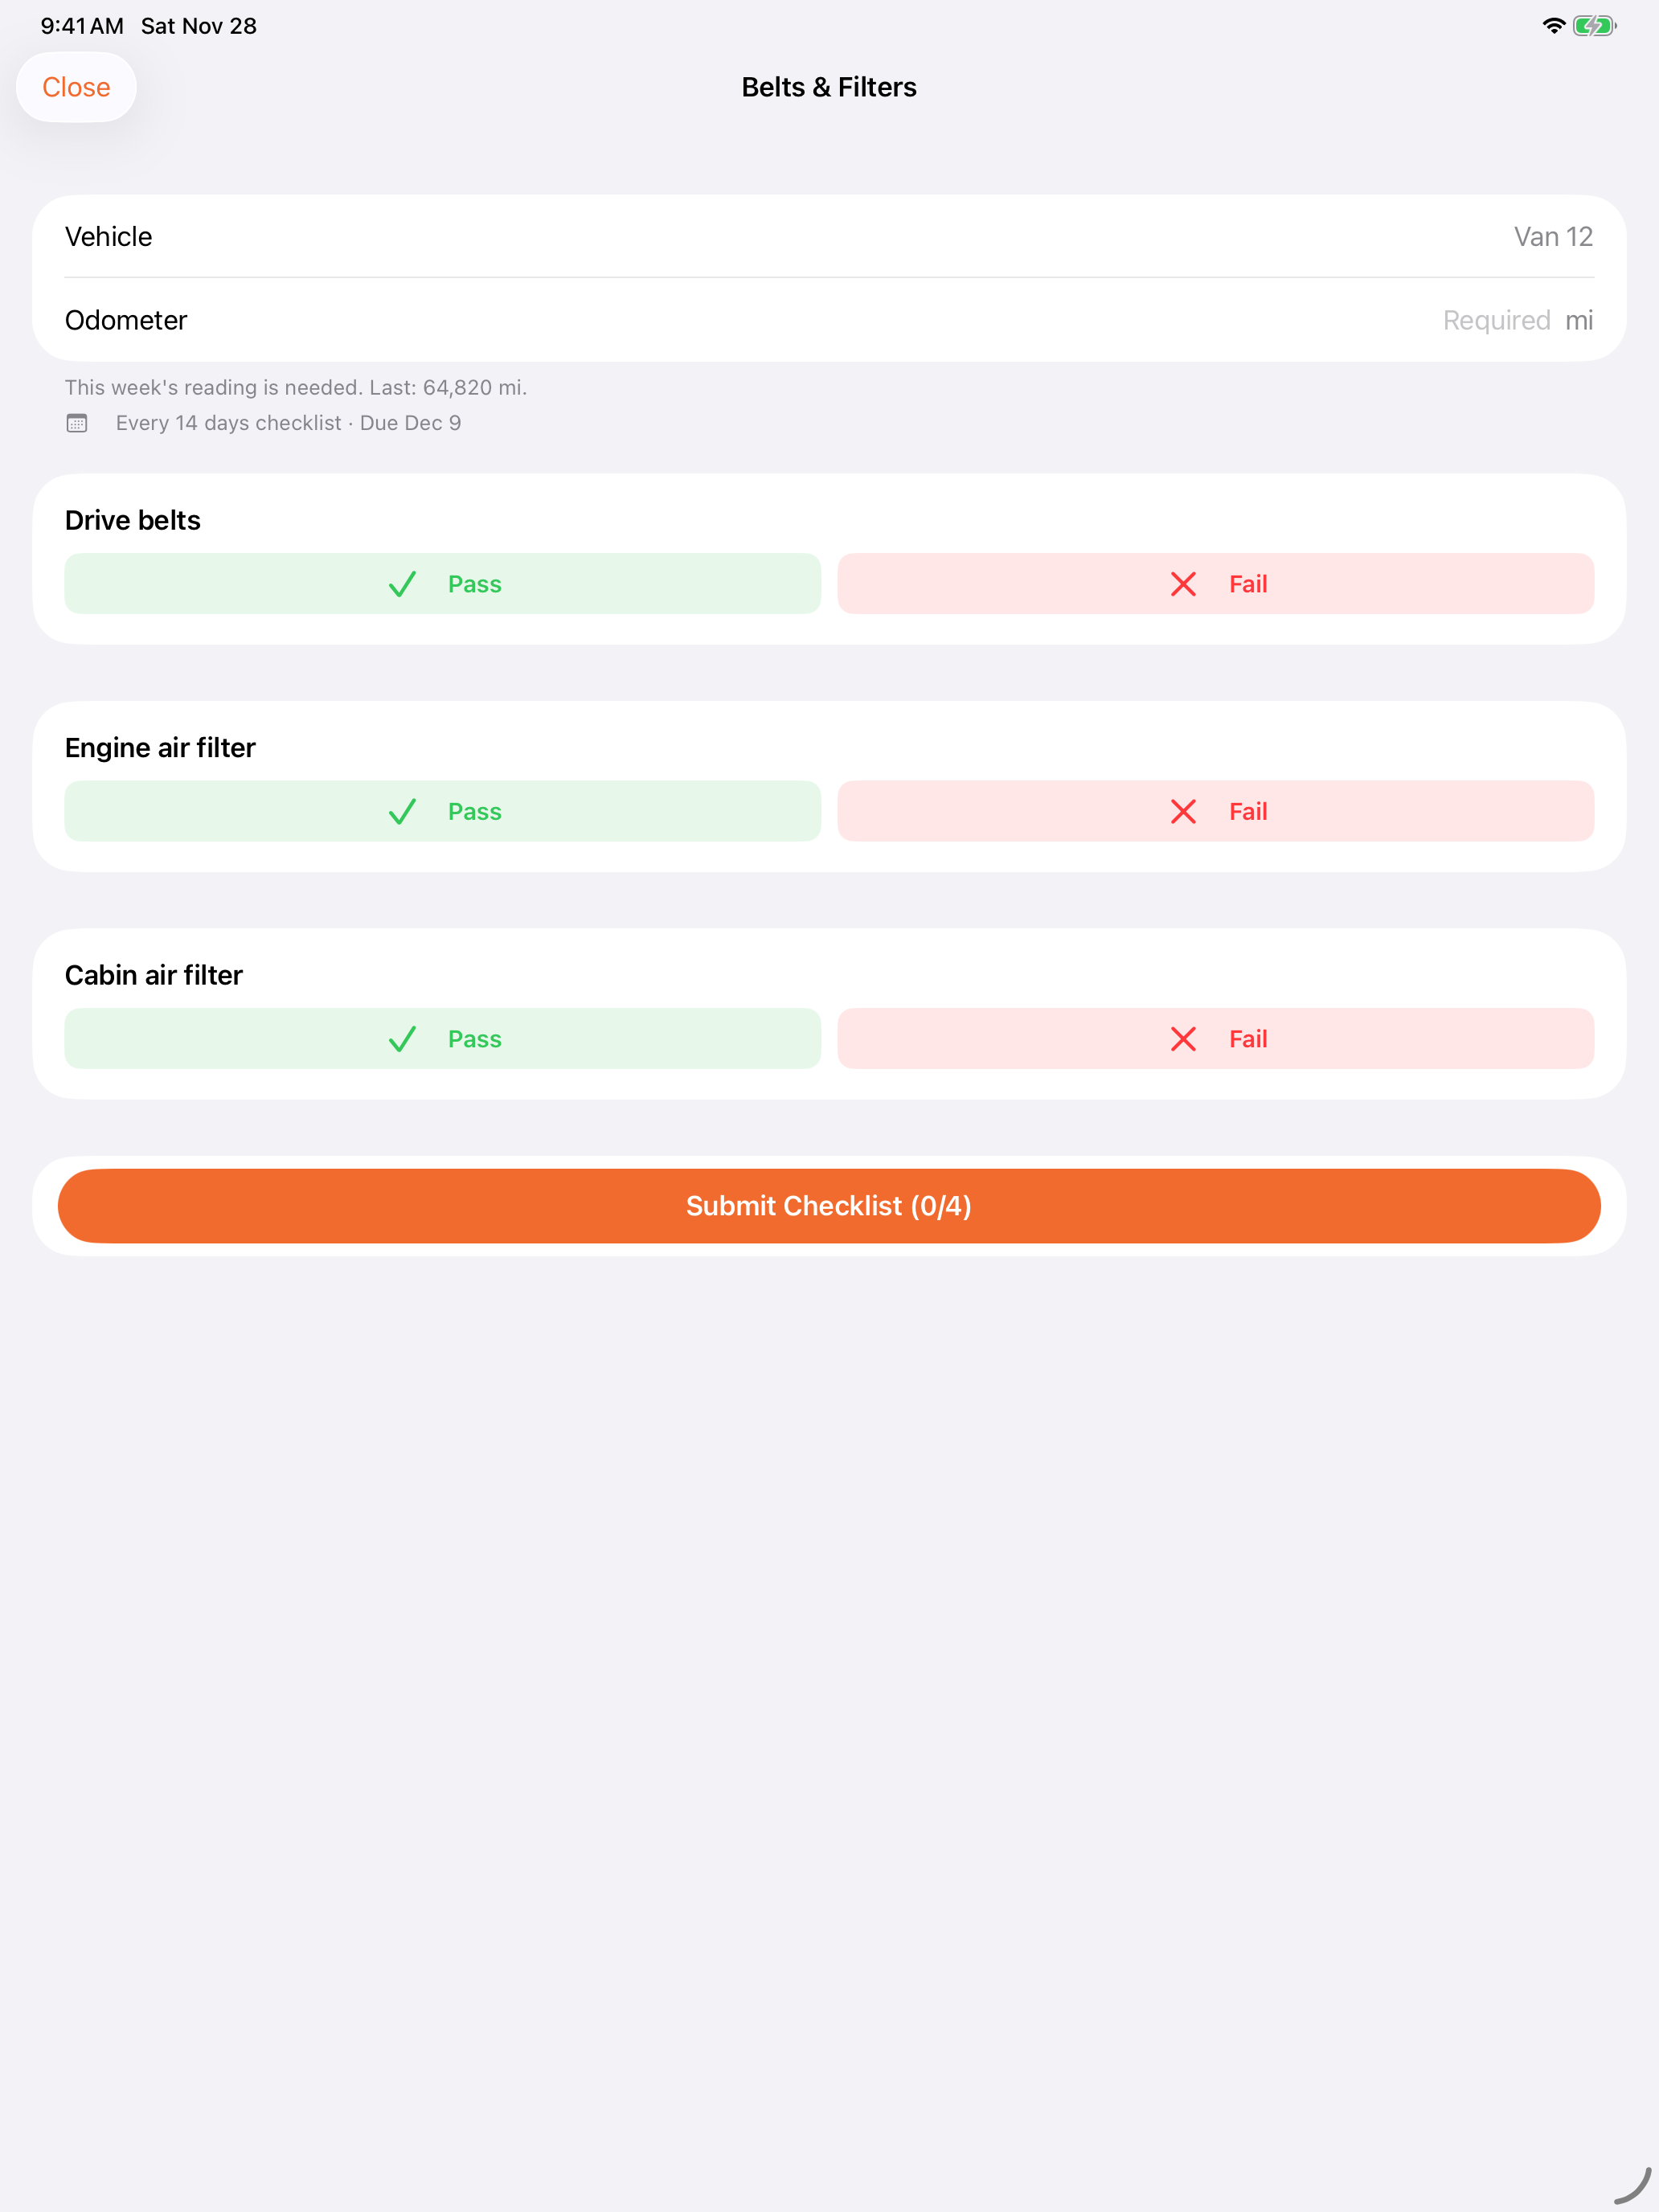 9:41 AM Sat Nov 28
Close
Belts & Filters
Vehicle
Van 12
Odometer
Required mi
This week's reading is needed. Last: 64,820 mi.
Every 14 days checklist · Due Dec 9
Drive belts
Pass
Fail
Engine air filter
Pass
Fail
Cabin air filter
Pass
Fail
Submit Checklist (0/4)